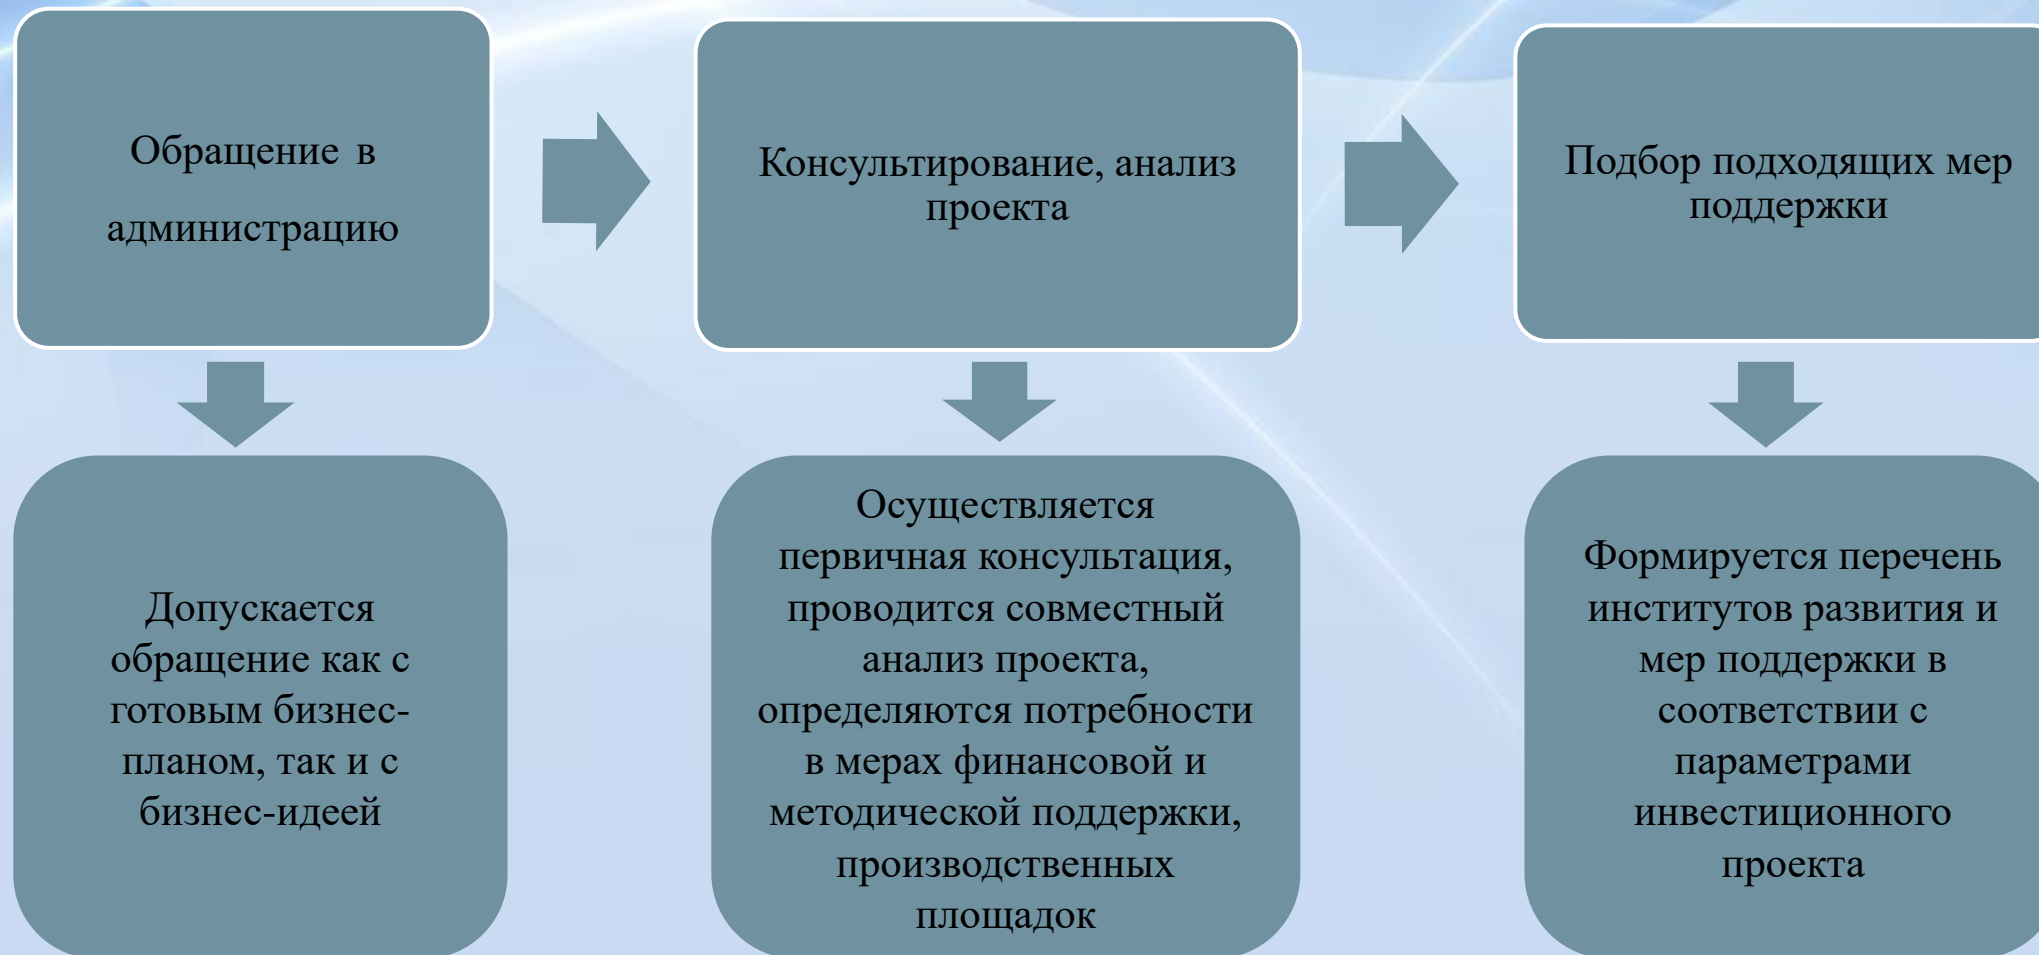 Обращение в
администрацию
Консультирование, анализ
проекта
Подбор подходящих мер
поддержки
Допускается
обращение как с
готовым бизнес-
планом, так и с
бизнес-идеей
Осуществляется
первичная консультация,
проводится совместный
анализ проекта,
определяются потребности
в мерах финансовой и
методической поддержки,
производственных
площадок
Формируется перечень
институтов развития и
мер поддержки в
соответствии с
параметрами
инвестиционного
проекта